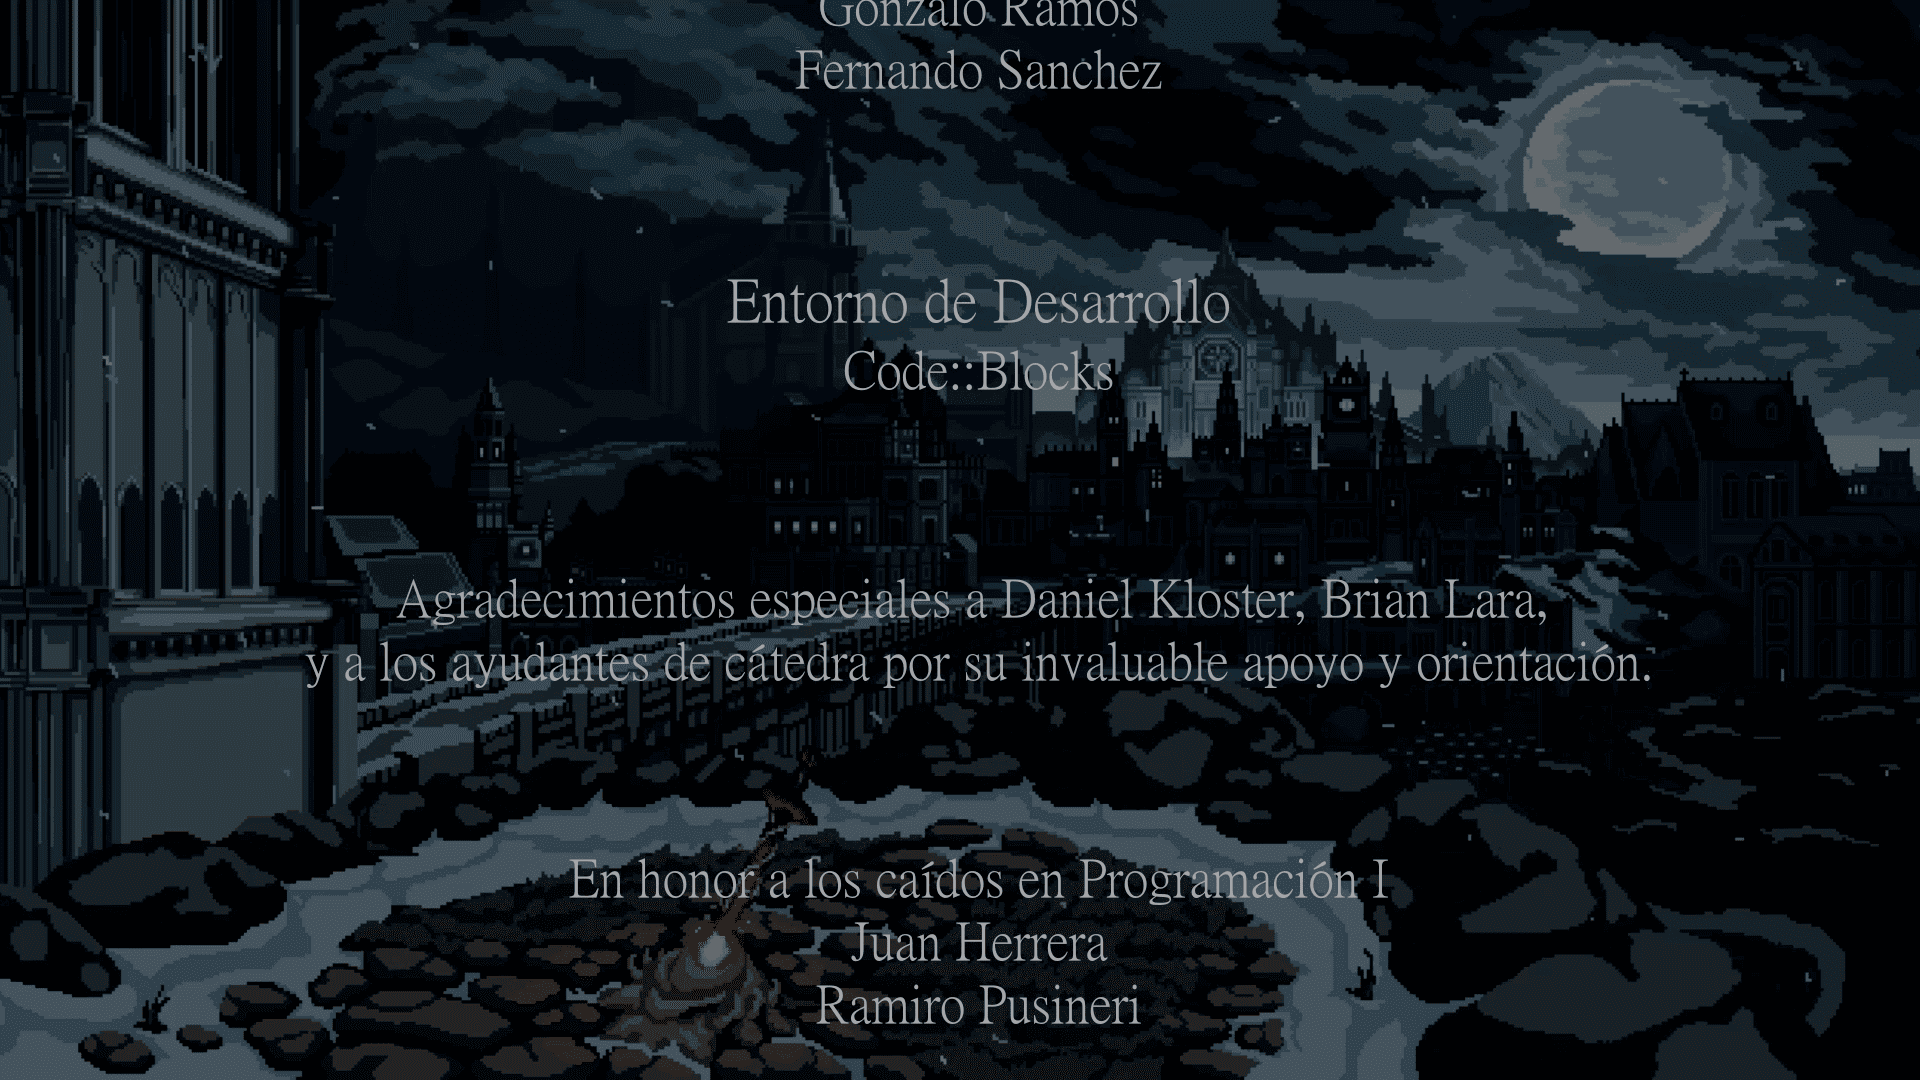 Gonzalo Ramos
Fernando Sanchez
Entorno de Desarrollo
Code::Blocks
Agradecimientos especiales a Daniel Kloster, Brian Lara,
y a los ayudantes de cátedra por su invaluable apoyo y orientación.
En honor a los caídos en Programación I
Juan Herrera
Ramiro Pusineri